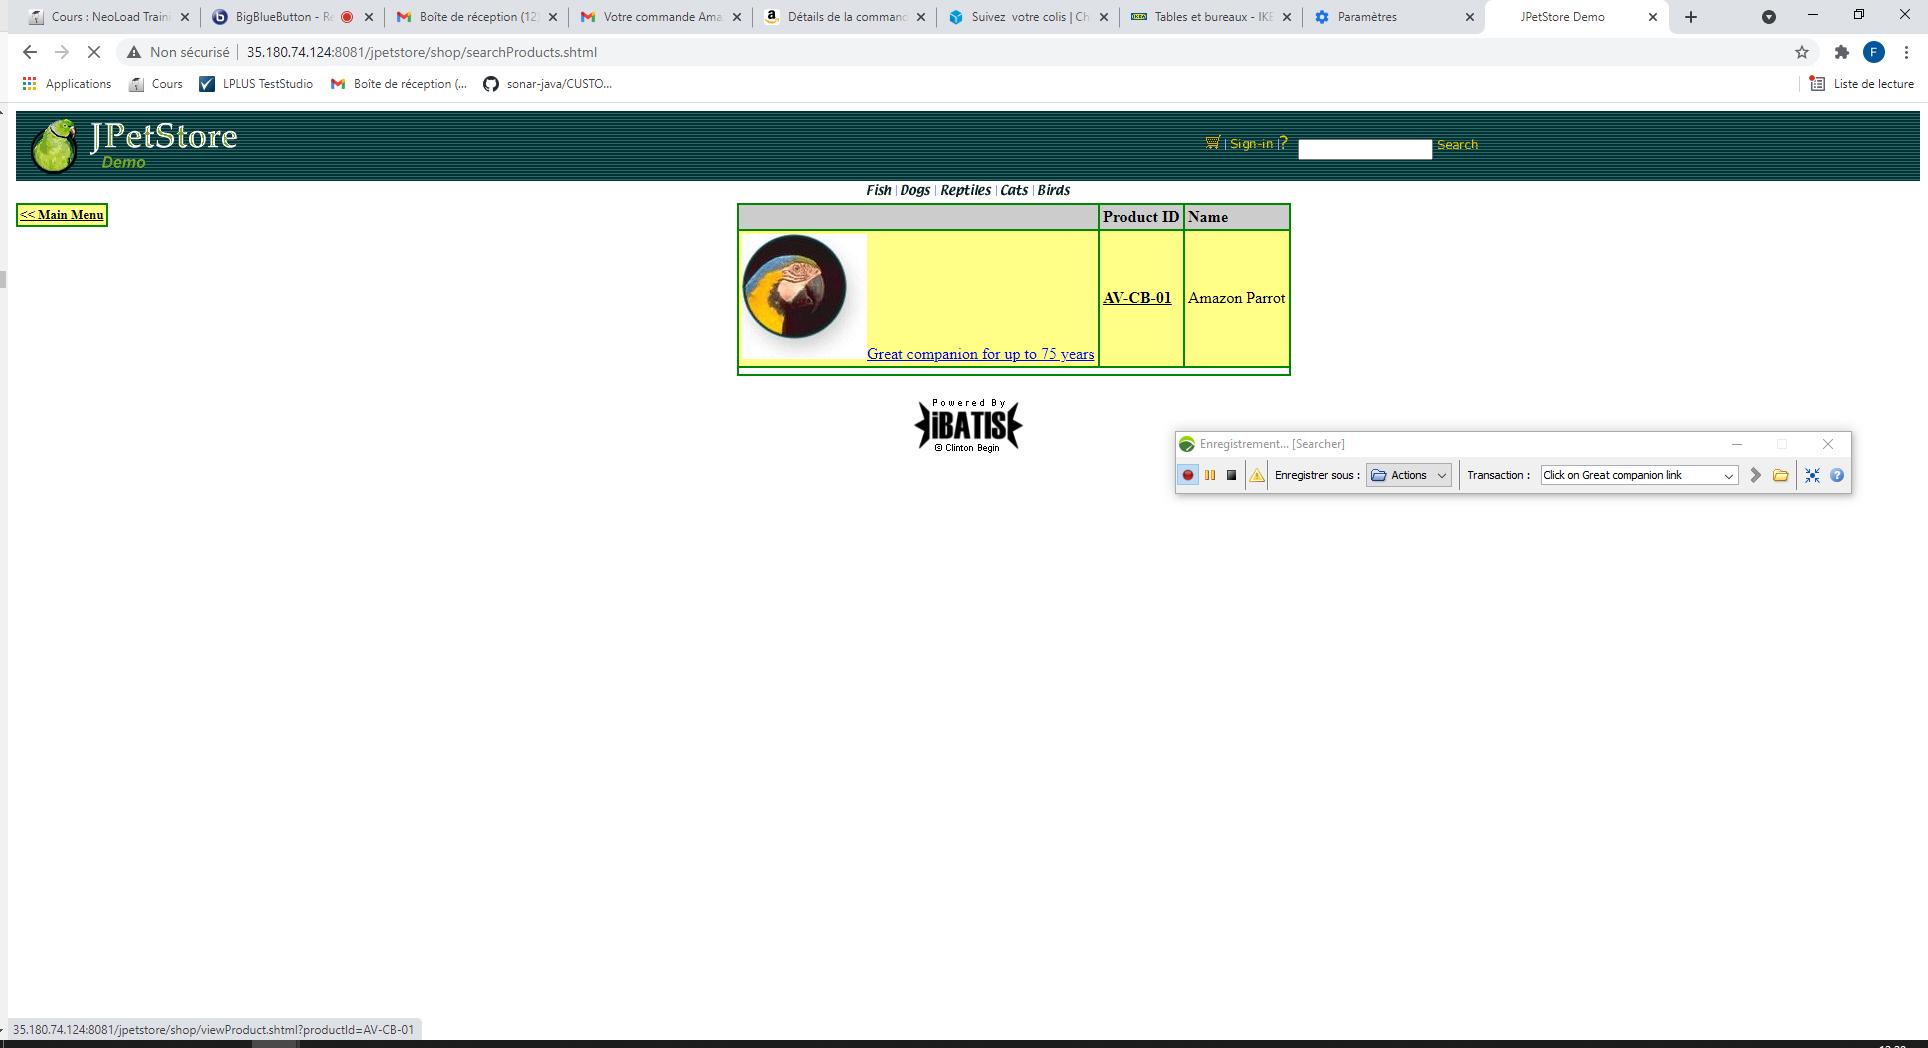 Cours : NeoLoad Traini
BigBlueButton - Re
Boîte de réception (12)
Votre commande Ama
Détails de la command
Suivez votre colis | Ch
Tables et bureaux - IKE
Paramètres
JPetStore Demo
Non sécurisé
35.180.74.124:8081/jpetstore/shop/searchProducts.shtml
F
Applications
Cours
LPLUS TestStudio
Boîte de réception (...
sonar-java/CUSTO...
Liste de lecture
JPetStore
Demo
| Sign-in |?
Search
Fish | Dogs | Reptiles | Cats | Birds
<< Main Menu
Product ID
Name
Great companion for up to 75 years
AV-CB-01
Amazon Parrot
Powered By
iBATIS
© Clinton Begin
Enregistrement... [Searcher]
Enregistrer sous :
Actions
Transaction :
Click on Great companion link
35.180.74.124:8081/jpetstore/shop/viewProduct.shtml?productId=AV-CB-01